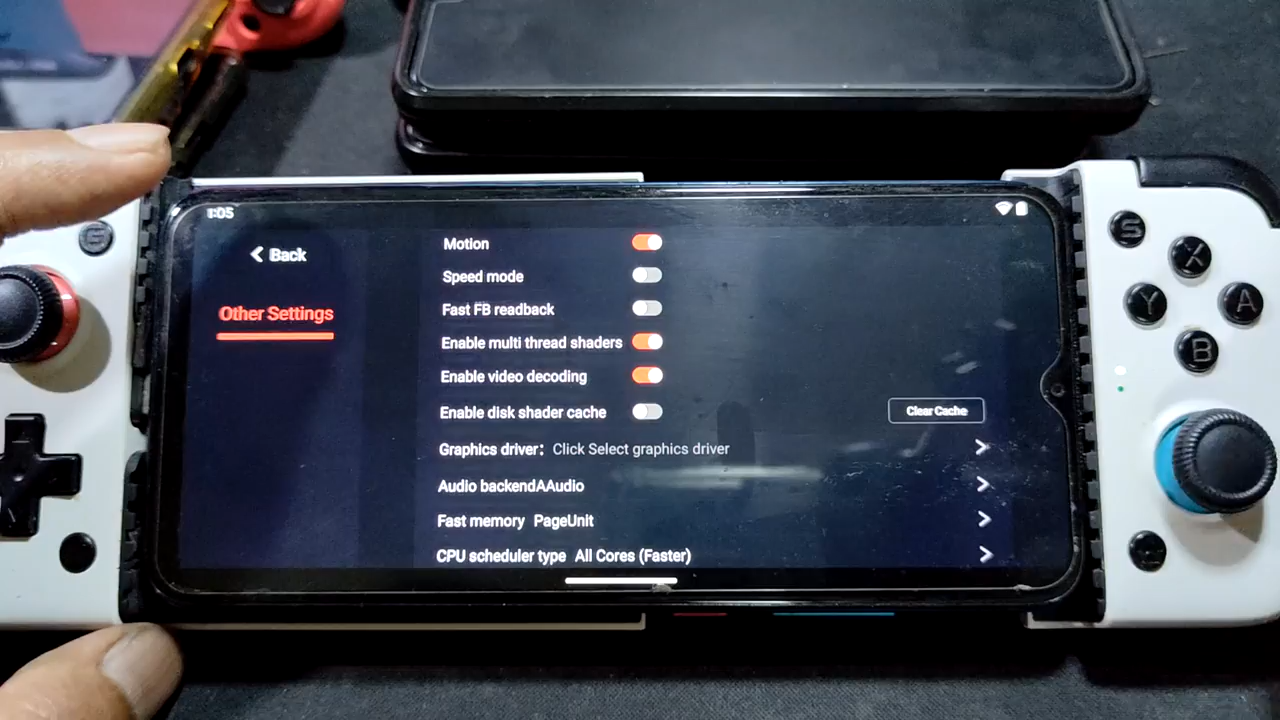 1:05
Back
Other Settings
Motion
Speed mode
Fast FB readback
Enable multi thread shaders
Enable video decoding
Enable disk shader cache
Clear Cache
Graphics driver: Click Select graphics driver
Audio backendAAudio
Fast memory PageUnit
CPU scheduler type All Cores (Faster)
S
X
Y
A
B